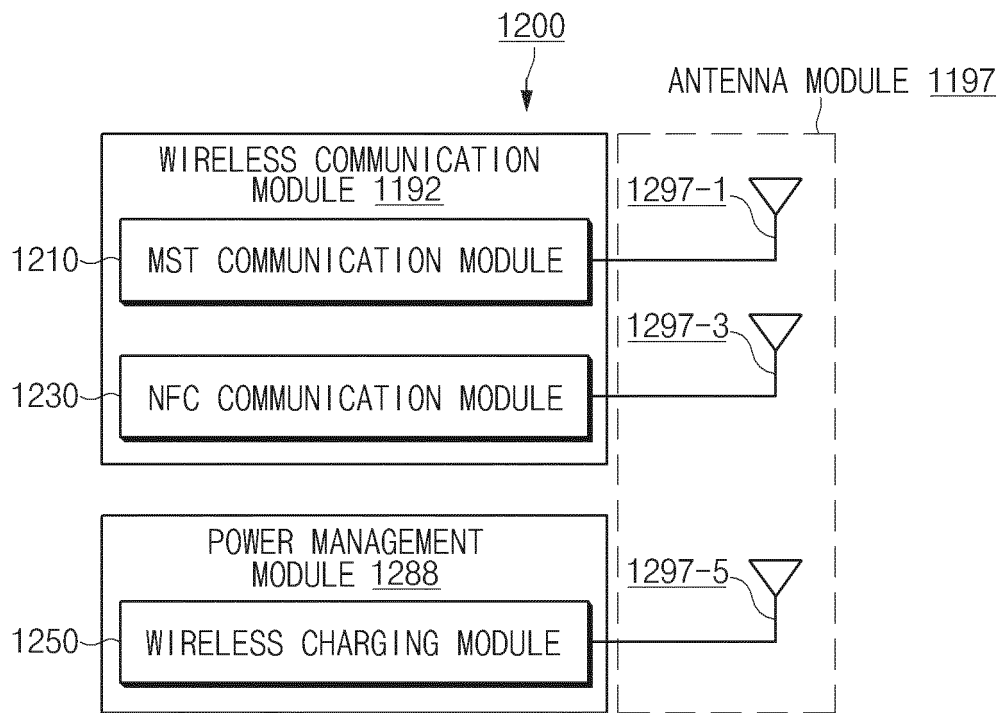 1200
ANTENNA MODULE 1197
WIRELESS COMMUNICATION
MODULE 1192
1297-1
1210
MST COMMUNICATION MODULE
1297-3
1230
NFC COMMUNICATION MODULE
POWER MANAGEMENT
MODULE 1288
1297-5
1250
WIRELESS CHARGING MODULE